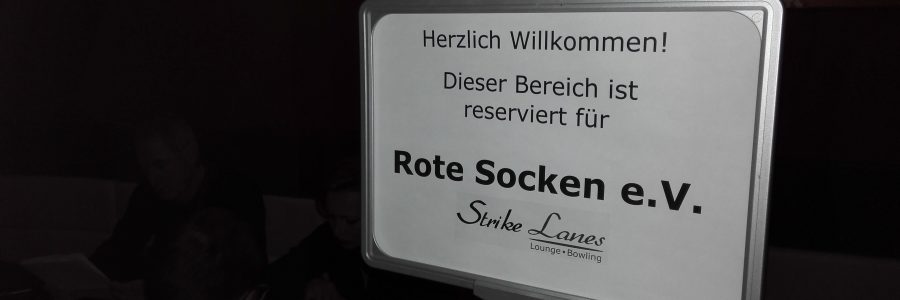 Herzlich Willkommen!
Dieser Bereich ist
reserviert für
Rote Socken e.V.
Strike Lanes
Lounge • Bowling